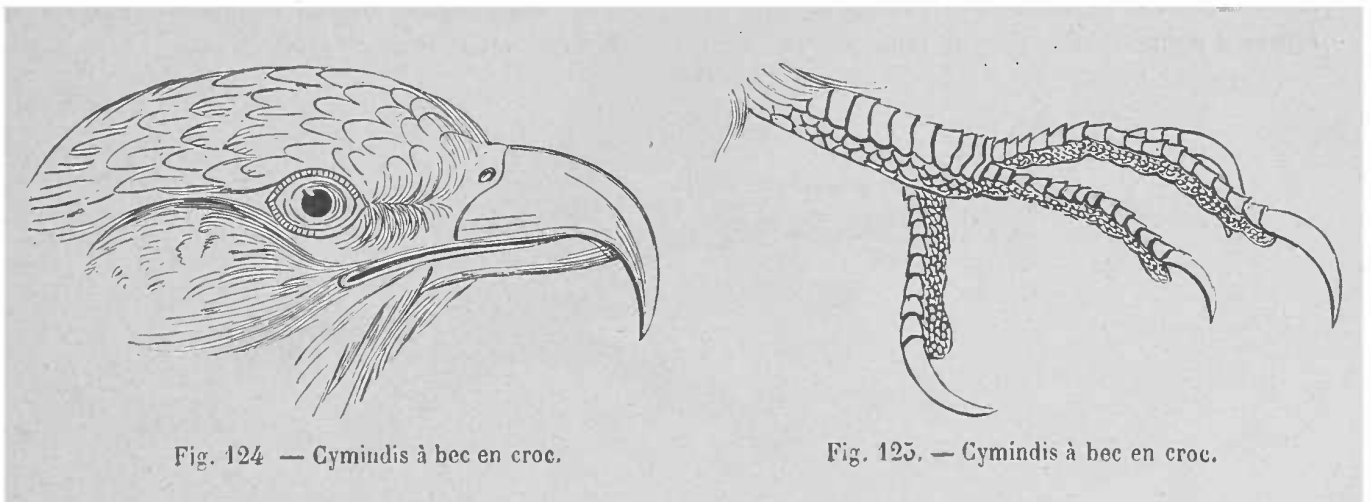 Fig. 124 — Cymindis à bec en croc.
Fig. 125. — Cymindis à bec en croc.